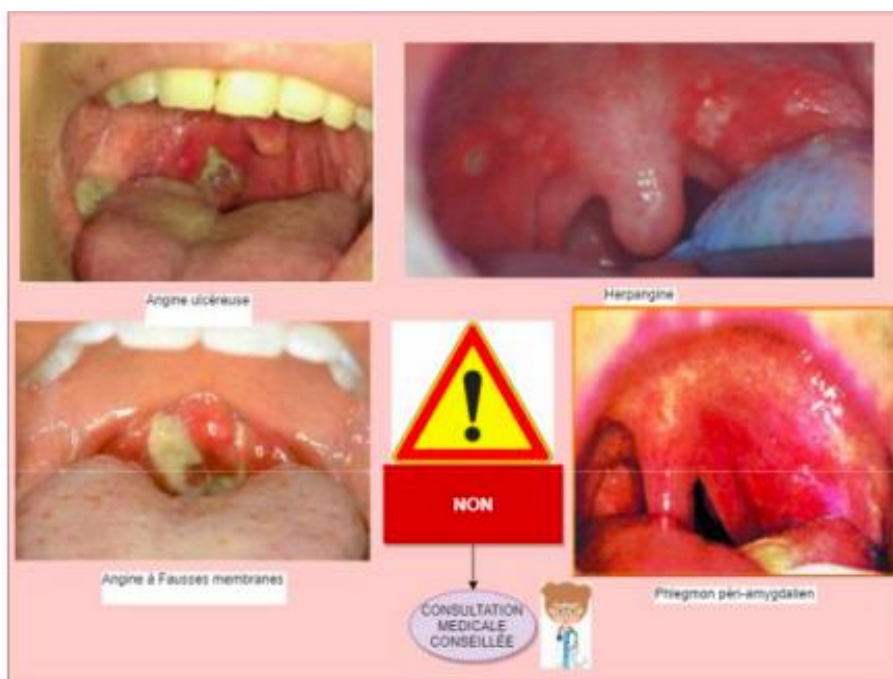 Angine ulcéreuse
Herpangine
NON
Angine à Fausses membranes
Phlegmon péri-amygdalien
CONSULTATION
MEDICALE
CONSEILLÉE